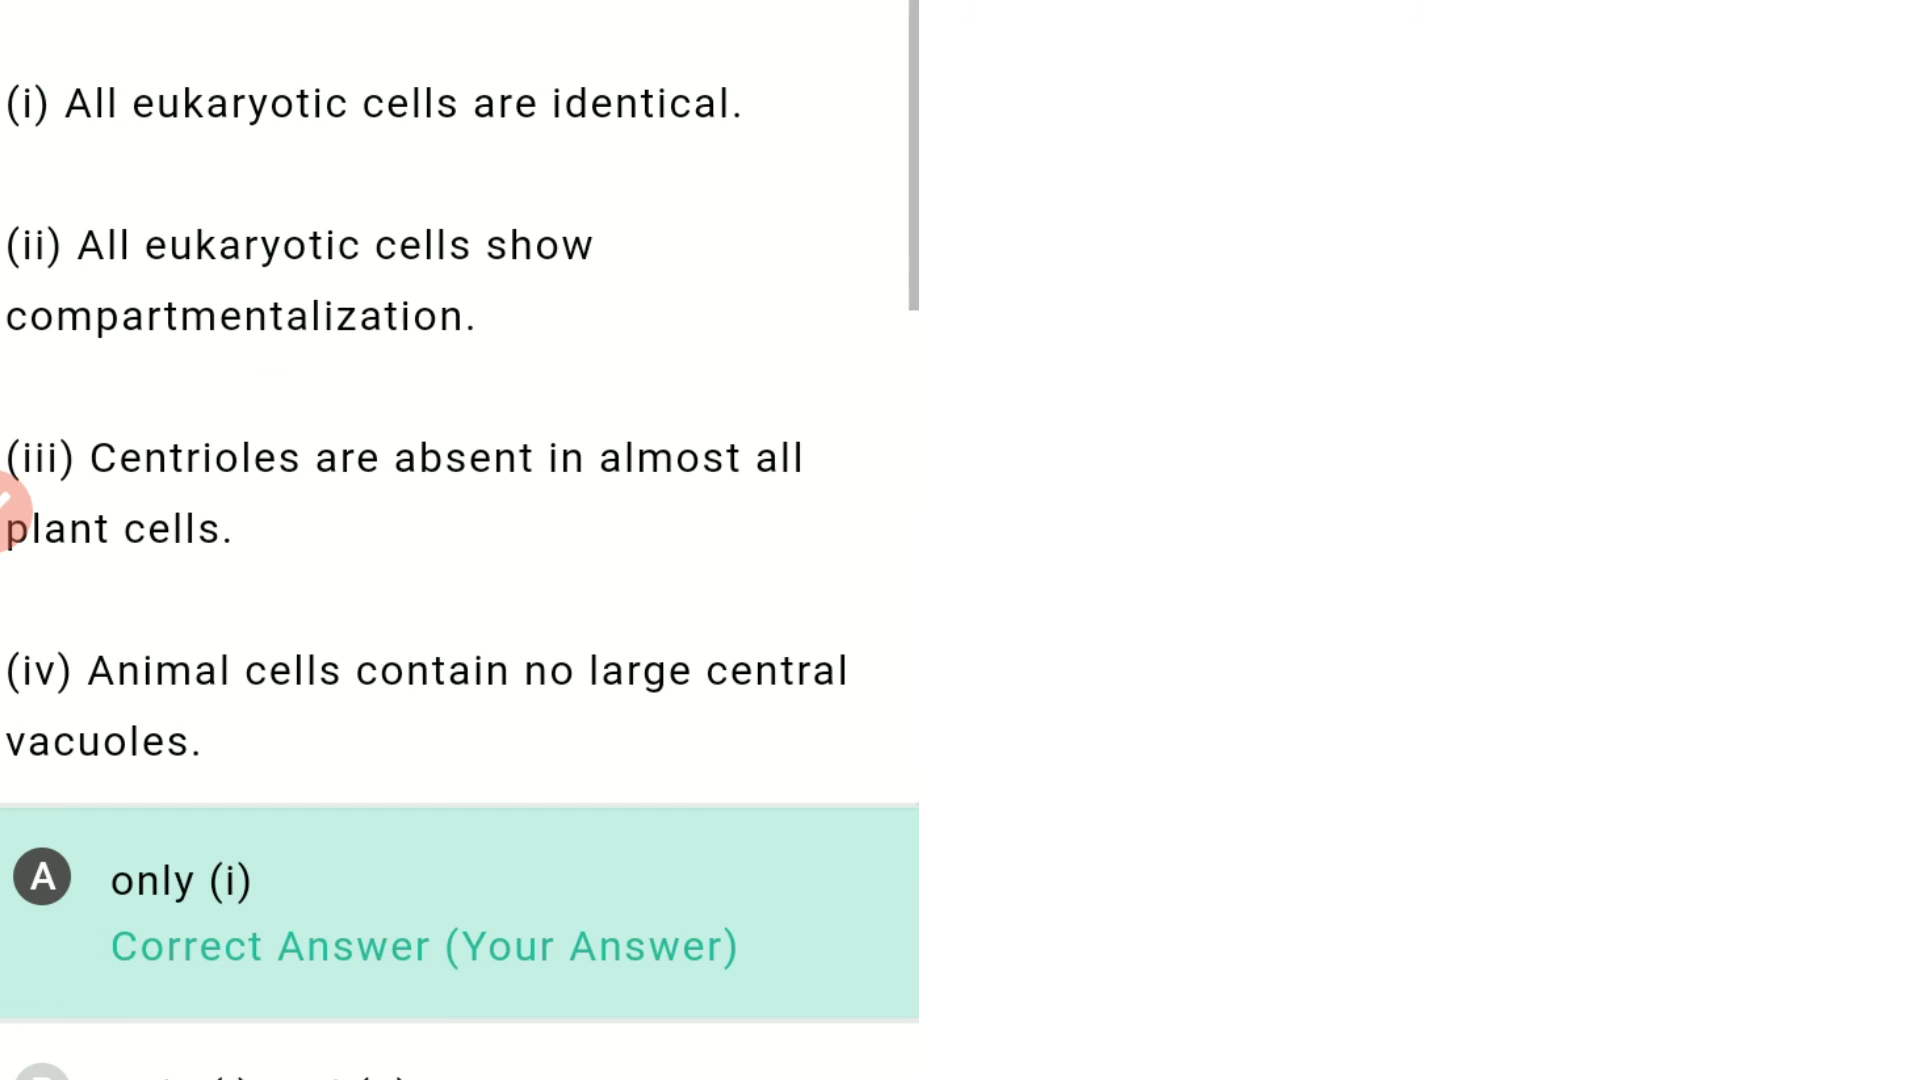 (i) All eukaryotic cells are identical.
(ii) All eukaryotic cells show
compartmentalization.
(iii) Centrioles are absent in almost all
plant cells.
(iv) Animal cells contain no large central
vacuoles.
A only (i)
Correct Answer (Your Answer)